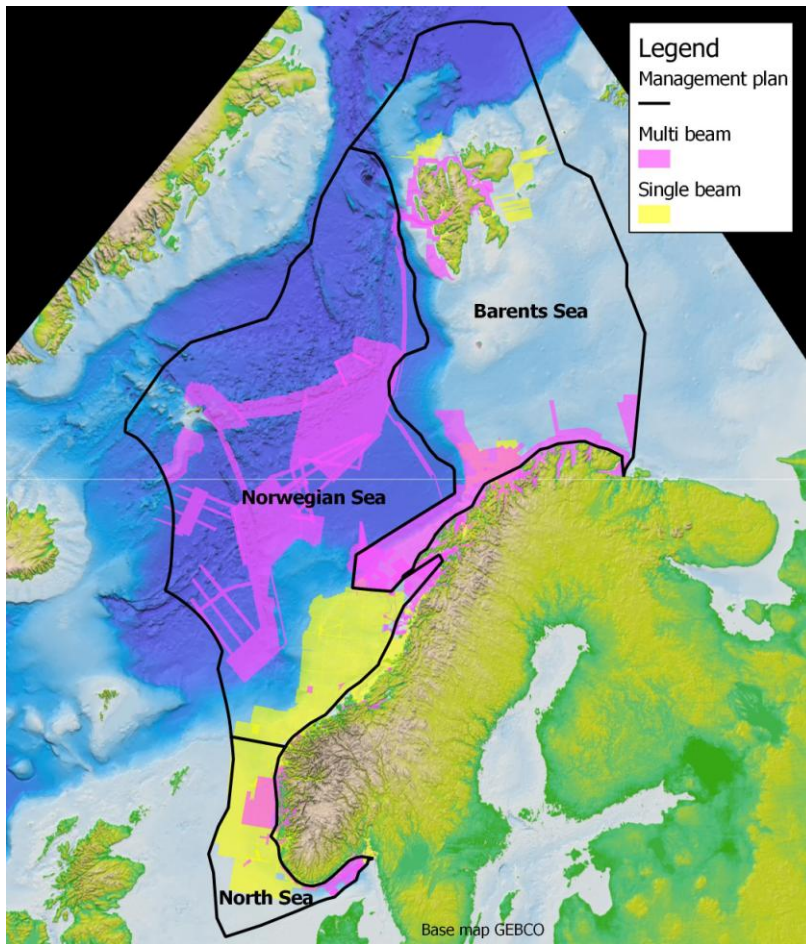 Legend
Management plan
Multi beam
Single beam
Barents Sea
Norwegian Sea
North Sea
Base map GEBCO